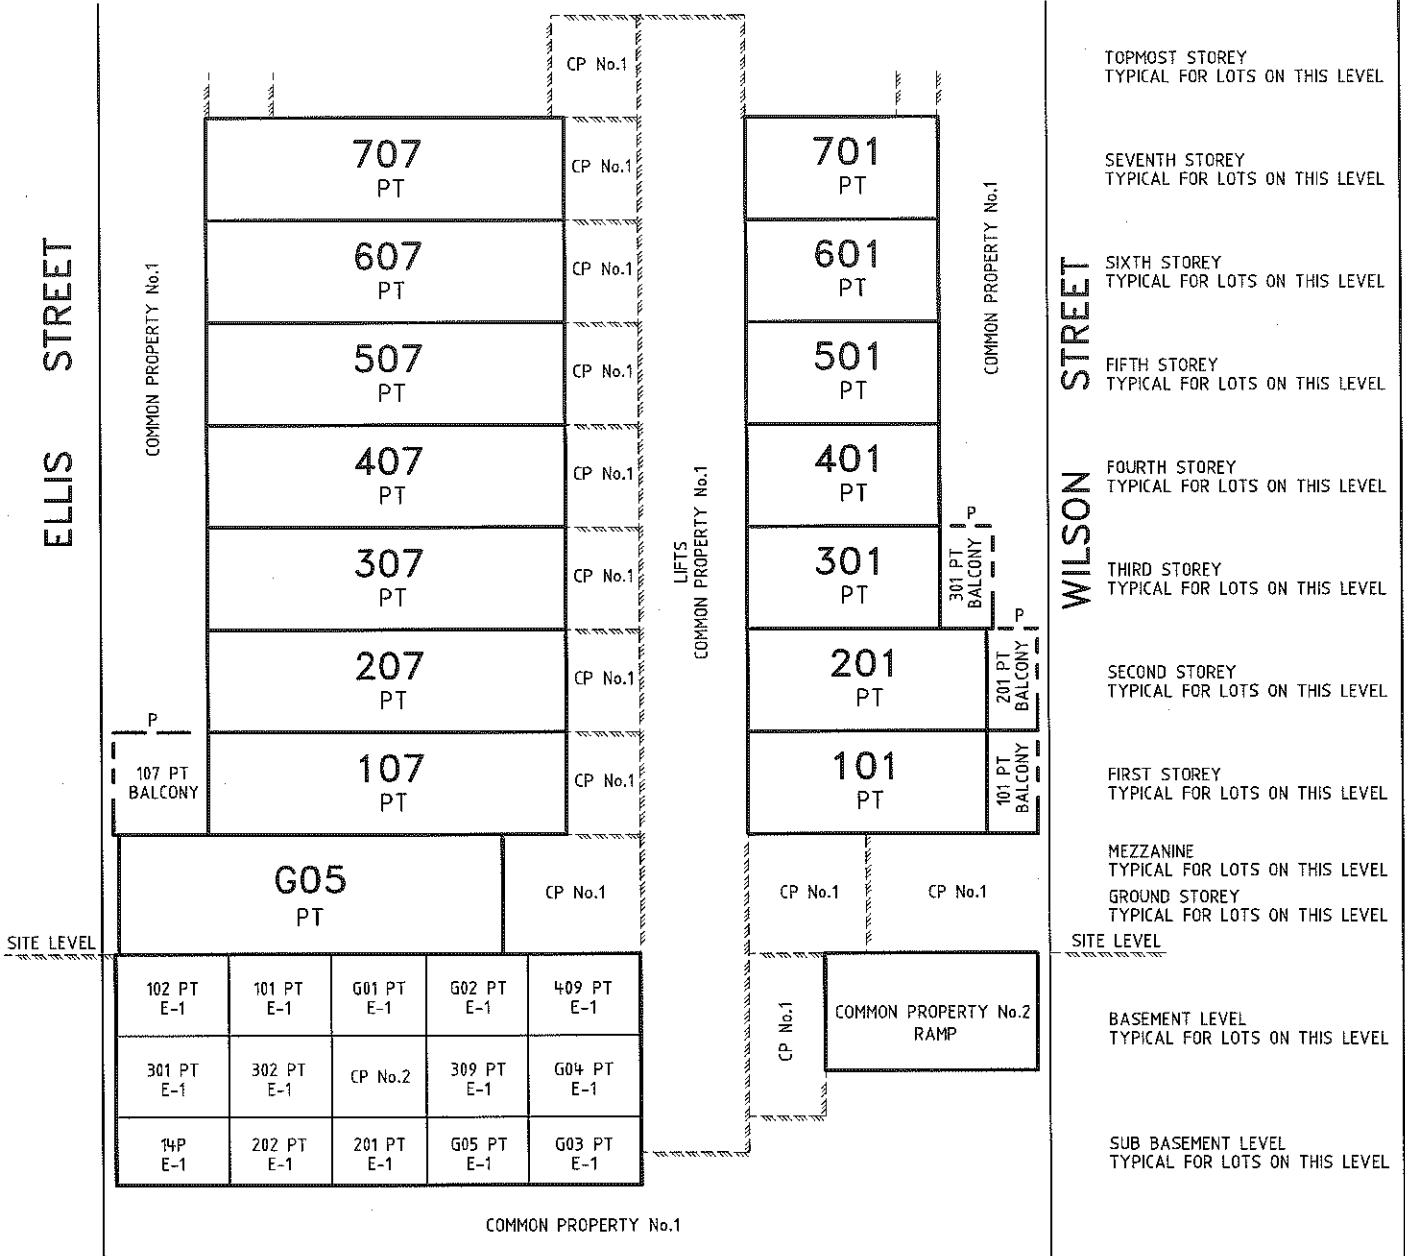 CP No.1
TOPMOST STOREY
TYPICAL FOR LOTS ON THIS LEVEL
707
PT
CP No.1
701
PT
SEVENTH STOREY
TYPICAL FOR LOTS ON THIS LEVEL
607
PT
CP No.1
601
PT
SIXTH STOREY
TYPICAL FOR LOTS ON THIS LEVEL
507
PT
CP No.1
501
PT
FIFTH STOREY
TYPICAL FOR LOTS ON THIS LEVEL
407
PT
CP No.1
401
PT
FOURTH STOREY
TYPICAL FOR LOTS ON THIS LEVEL
307
PT
CP No.1
301
PT
P
301 PT
BALCONY
THIRD STOREY
TYPICAL FOR LOTS ON THIS LEVEL
207
PT
CP No.1
201
PT
P
201 PT
BALCONY
SECOND STOREY
TYPICAL FOR LOTS ON THIS LEVEL
P
107 PT
BALCONY
107
PT
CP No.1
101
PT
101 PT
BALCONY
FIRST STOREY
TYPICAL FOR LOTS ON THIS LEVEL
ELLIS STREET
COMMON PROPERTY No.1
LIFTS
COMMON PROPERTY No.1
COMMON PROPERTY No.1
WILSON STREET
G05
PT
CP No.1
CP No.1
CP No.1
MEZZANINE
TYPICAL FOR LOTS ON THIS LEVEL
GROUND STOREY
TYPICAL FOR LOTS ON THIS LEVEL
SITE LEVEL
SITE LEVEL
102 PT
E-1
101 PT
E-1
G01 PT
E-1
G02 PT
E-1
409 PT
E-1
CP No.1
COMMON PROPERTY No.2
RAMP
BASEMENT LEVEL
TYPICAL FOR LOTS ON THIS LEVEL
301 PT
E-1
302 PT
E-1
CP No.2
309 PT
E-1
G04 PT
E-1
14P
E-1
202 PT
E-1
201 PT
E-1
G05 PT
E-1
G03 PT
E-1
SUB BASEMENT LEVEL
TYPICAL FOR LOTS ON THIS LEVEL
COMMON PROPERTY No.1